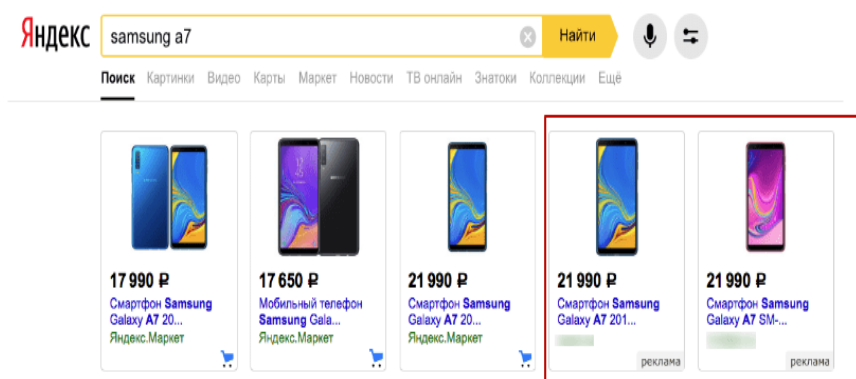 Яндекс
samsung a7
Найти
Поиск Картинки Видео Карты Маркет Новости ТВ онлайн Знатоки Коллекции Ещё
17 990 ₽
Смартфон Samsung
Galaxy A7 20...
Яндекс.Маркет
17 650 ₽
Мобильный телефон
Samsung Gala...
Яндекс.Маркет
21 990 ₽
Смартфон Samsung
Galaxy A7 20...
Яндекс.Маркет
21 990 ₽
Смартфон Samsung
Galaxy A7 201...
реклама
21 990 ₽
Смартфон Samsung
Galaxy A7 SM-...
реклама